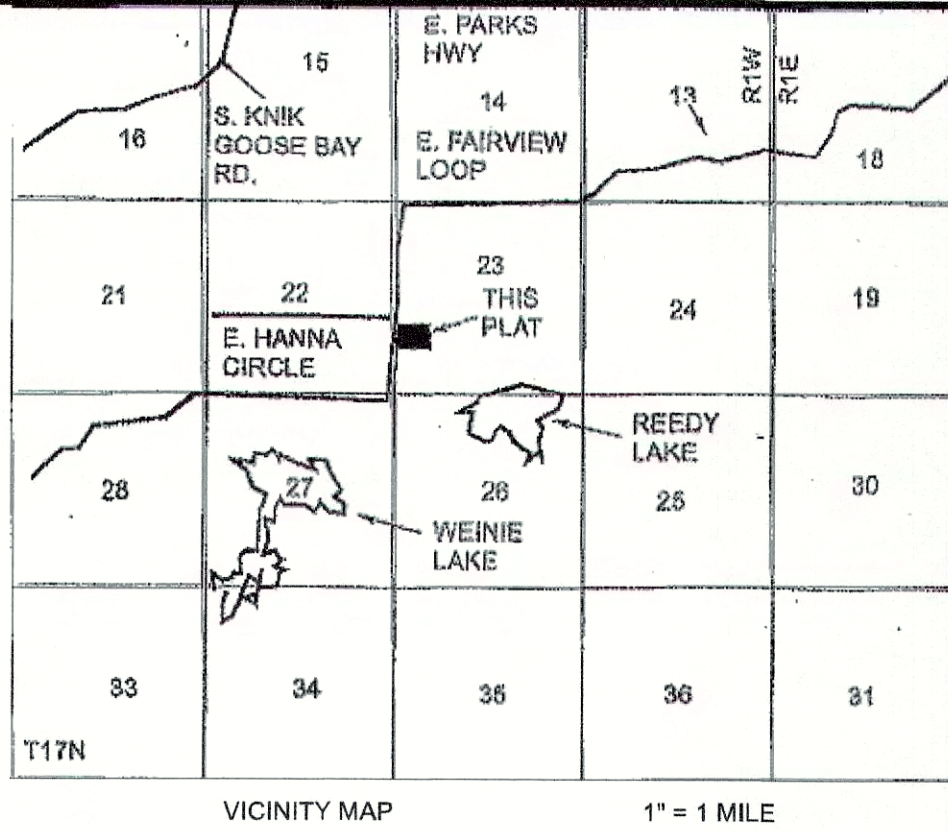 E. PARKS
HWY
15
14
13
R1W
R1E
16
S. KNIK
GOOSE BAY
RD.
E. FAIRVIEW
LOOP
18
21
22
23
THIS
PLAT
24
19
E. HANNA
CIRCLE
REEDY
LAKE
28
27
26
25
30
WEINIE
LAKE
33
34
35
36
31
T17N
VICINITY MAP
1" = 1 MILE